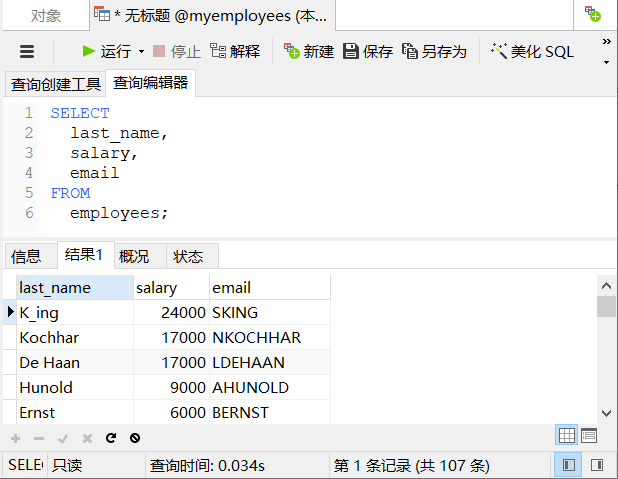 对象 * 无标题 @myemployees (本...
运行 停止 解释 新建 保存 另存为 美化 SQL »
查询创建工具 查询编辑器
1 SELECT
2 last_name,
3 salary,
4 email
5 FROM
6 employees;
信息 结果1 概况 状态
last_name salary email
K_ing 24000 SKING
Kochhar 17000 NKOCHHAR
De Haan 17000 LDEHAAN
Hunold 9000 AHUNOLD
Ernst 6000 BERNST
SELE 只读 查询时间: 0.034s 第 1 条记录 (共 107 条)